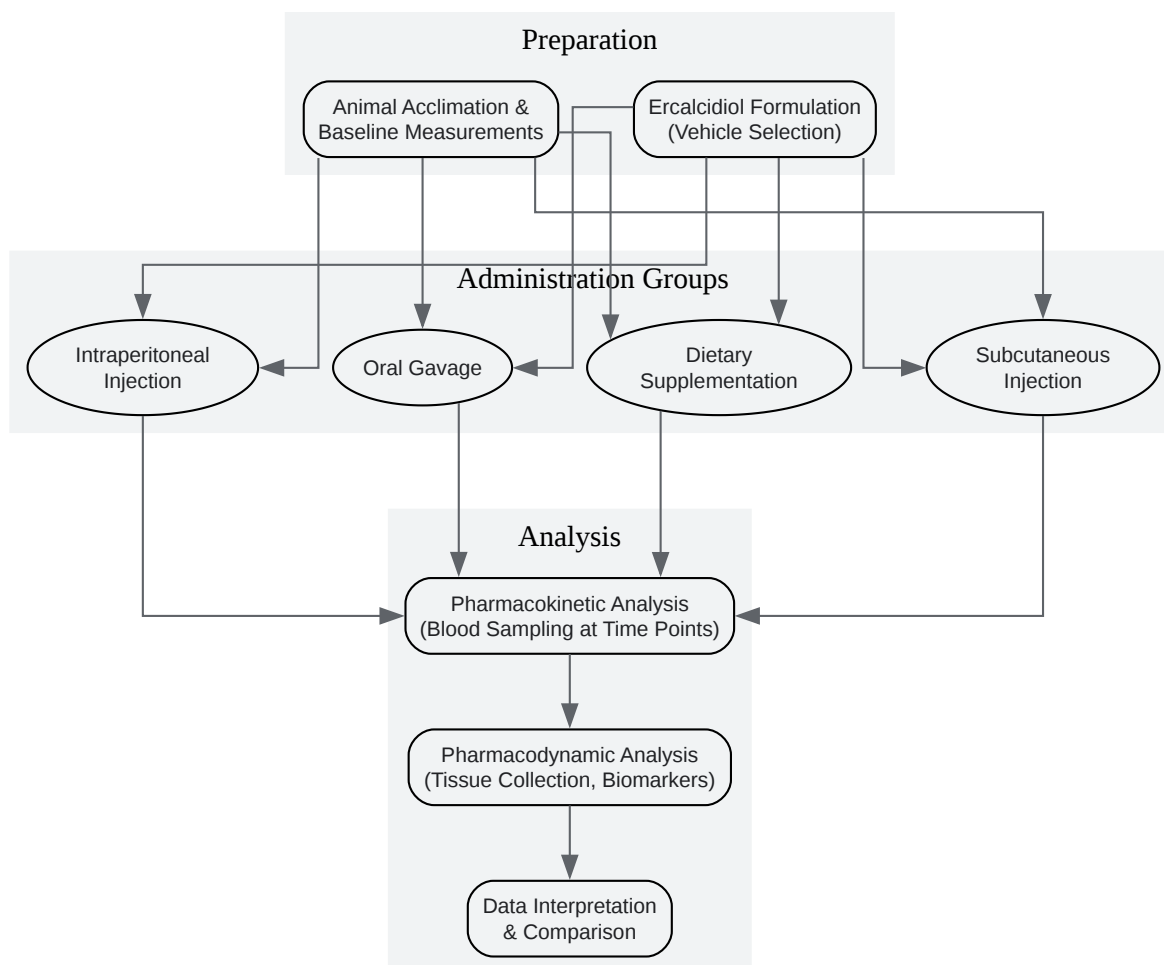 Preparation
Animal Acclimation &
Baseline Measurements
Ercalcidiol Formulation
(Vehicle Selection)
Administration Groups
Intraperitoneal
Injection
Oral Gavage
Dietary
Supplementation
Subcutaneous
Injection
Analysis
Pharmacokinetic Analysis
(Blood Sampling at Time Points)
Pharmacodynamic Analysis
(Tissue Collection, Biomarkers)
Data Interpretation
& Comparison